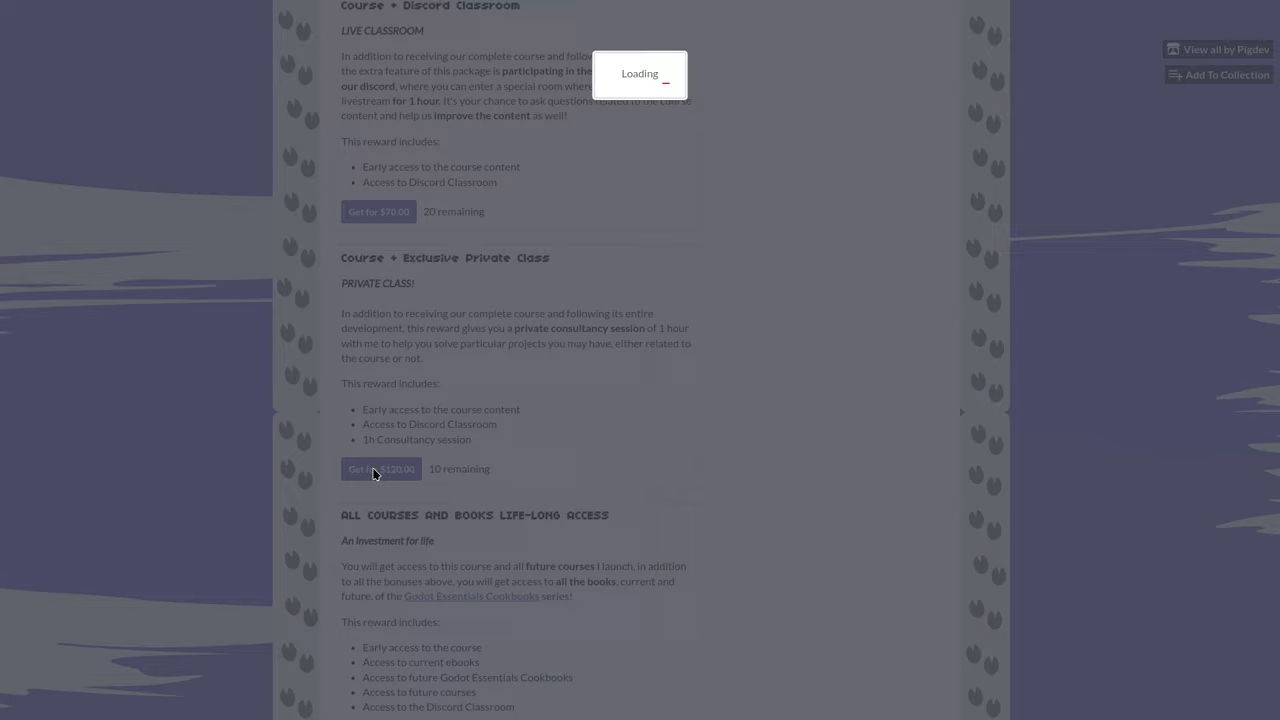 Course + Discord Classroom
LIVE CLASSROOM
In addition to receiving our complete course and follow
the extra feature of this package is participating in the
our discord, where you can enter a special room where
livestream for 1 hour. It's your chance to ask questions related to the course
content and help us improve the content as well!
This reward includes:
• Early access to the course content
• Access to Discord Classroom
Get for $70.00 20 remaining
Course + Exclusive Private Class
PRIVATE CLASS!
In addition to receiving our complete course and following its entire
development, this reward gives you a private consultancy session of 1 hour
with me to help you solve particular projects you may have, either related to
the course or not.
This reward includes:
• Early access to the course content
• Access to Discord Classroom
• 1h Consultancy session
Get for $120.00 10 remaining
ALL COURSES AND BOOKS LIFE-LONG ACCESS
An investment for life
You will get access to this course and all future courses I launch, in addition
to all the bonuses above, you will get access to all the books, current and
future, of the Godot Essentials Cookbooks series!
This reward includes:
• Early access to the course
• Access to current ebooks
• Access to future Godot Essentials Cookbooks
• Access to future courses
• Access to the Discord Classroom
Loading
View all by Pigdev
Add To Collection